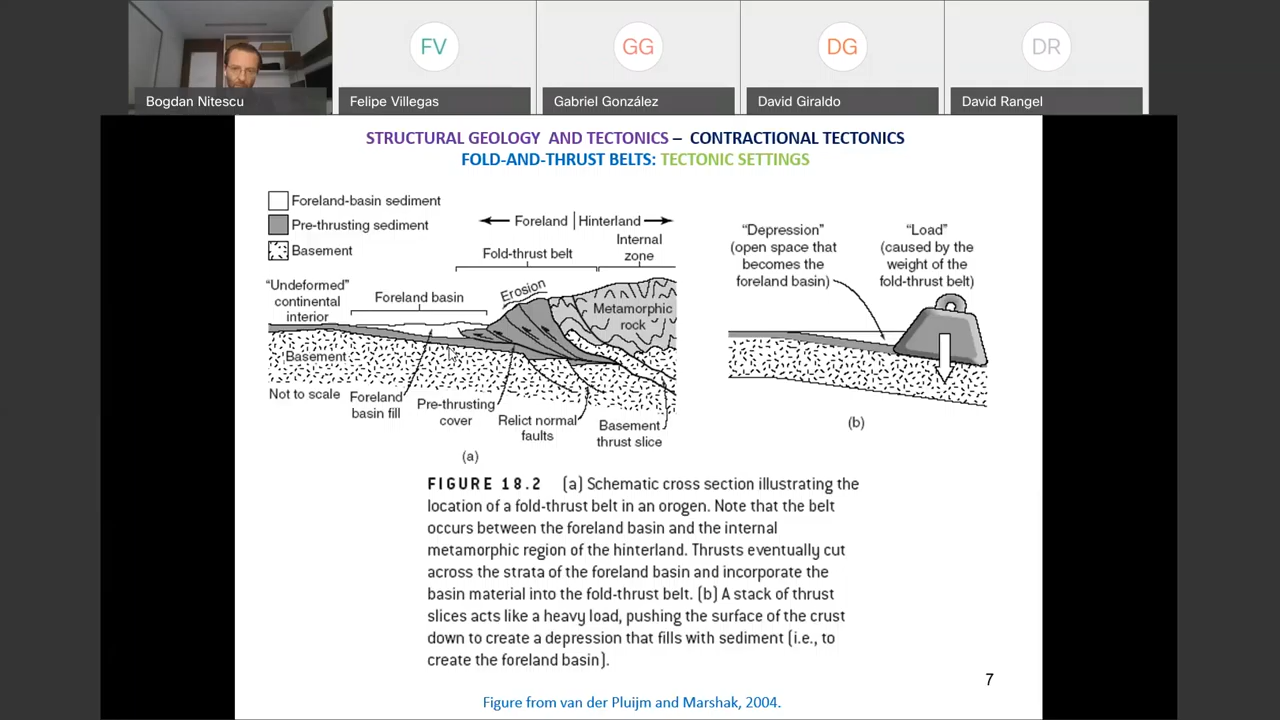 FV
GG
DG
DR
Bogdan Nitescu
Felipe Villegas
Gabriel González
David Giraldo
David Rangel
STRUCTURAL GEOLOGY AND TECTONICS – CONTRACTIONAL TECTONICS
FOLD-AND-THRUST BELTS: TECTONIC SETTINGS
Foreland-basin sediment
Pre-thrusting sediment
Basement
Foreland
Hinterland
Fold-thrust belt
Internal
zone
"Undeformed"
continental
interior
Foreland basin
Erosion
Metamorphic
rock
Basement
Not to scale
Foreland
basin fill
Pre-thrusting
cover
Relict normal
faults
Basement
thrust slice
(a)
"Depression"
(open space that
becomes the
foreland basin)
"Load"
(caused by the
weight of the
fold-thrust belt)
(b)
FIGURE 18.2 (a) Schematic cross section illustrating the
location of a fold-thrust belt in an orogen. Note that the belt
occurs between the foreland basin and the internal
metamorphic region of the hinterland. Thrusts eventually cut
across the strata of the foreland basin and incorporate the
basin material into the fold-thrust belt. (b) A stack of thrust
slices acts like a heavy load, pushing the surface of the crust
down to create a depression that fills with sediment (i.e., to
create the foreland basin).
7
Figure from van der Pluijm and Marshak, 2004.